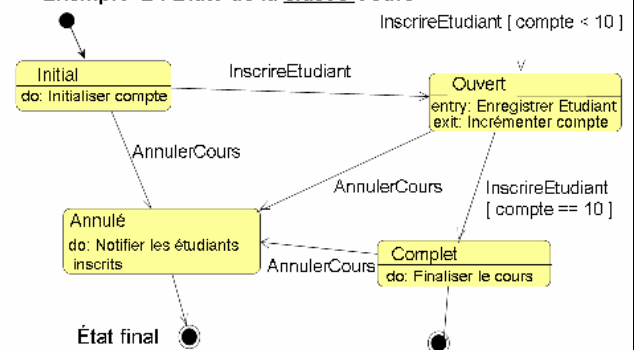 InscrireEtudiant [ compte < 10 ]
Initial
do: Initialiser compte
InscrireEtudiant
Ouvert
entry: Enregistrer Etudiant
exit: Incrémenter compte
AnnulerCours
AnnulerCours
InscrireEtudiant
[ compte == 10 ]
Annulé
do: Notifier les étudiants
inscrits
AnnulerCours
Complet
do: Finaliser le cours
État final